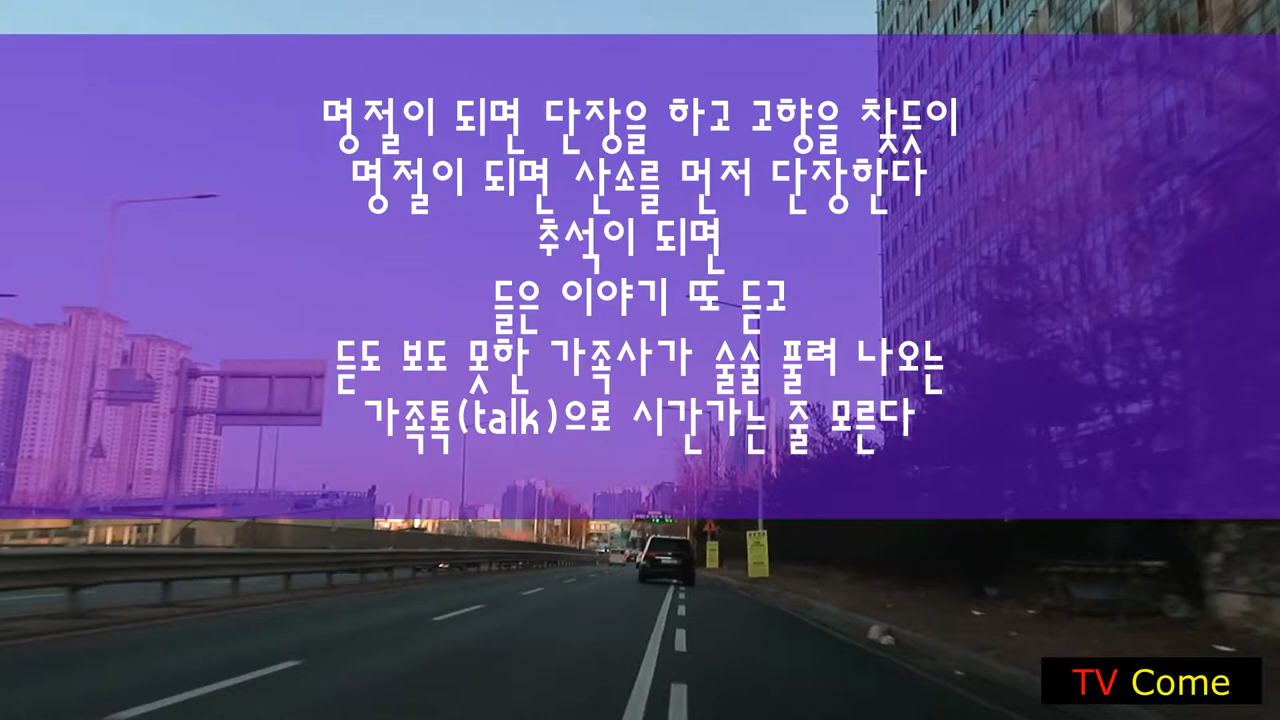 명절이 되면 단장을 하고 고향을 찾듯이
명절이 되면 산소를 먼저 단장한다
추석이 되면
들은 이야기 또 듣고
듣도 보도 못한 가족사가 술술 풀려 나오는
가족톡(talk)으로 시간가는 줄 모른다
TV Come